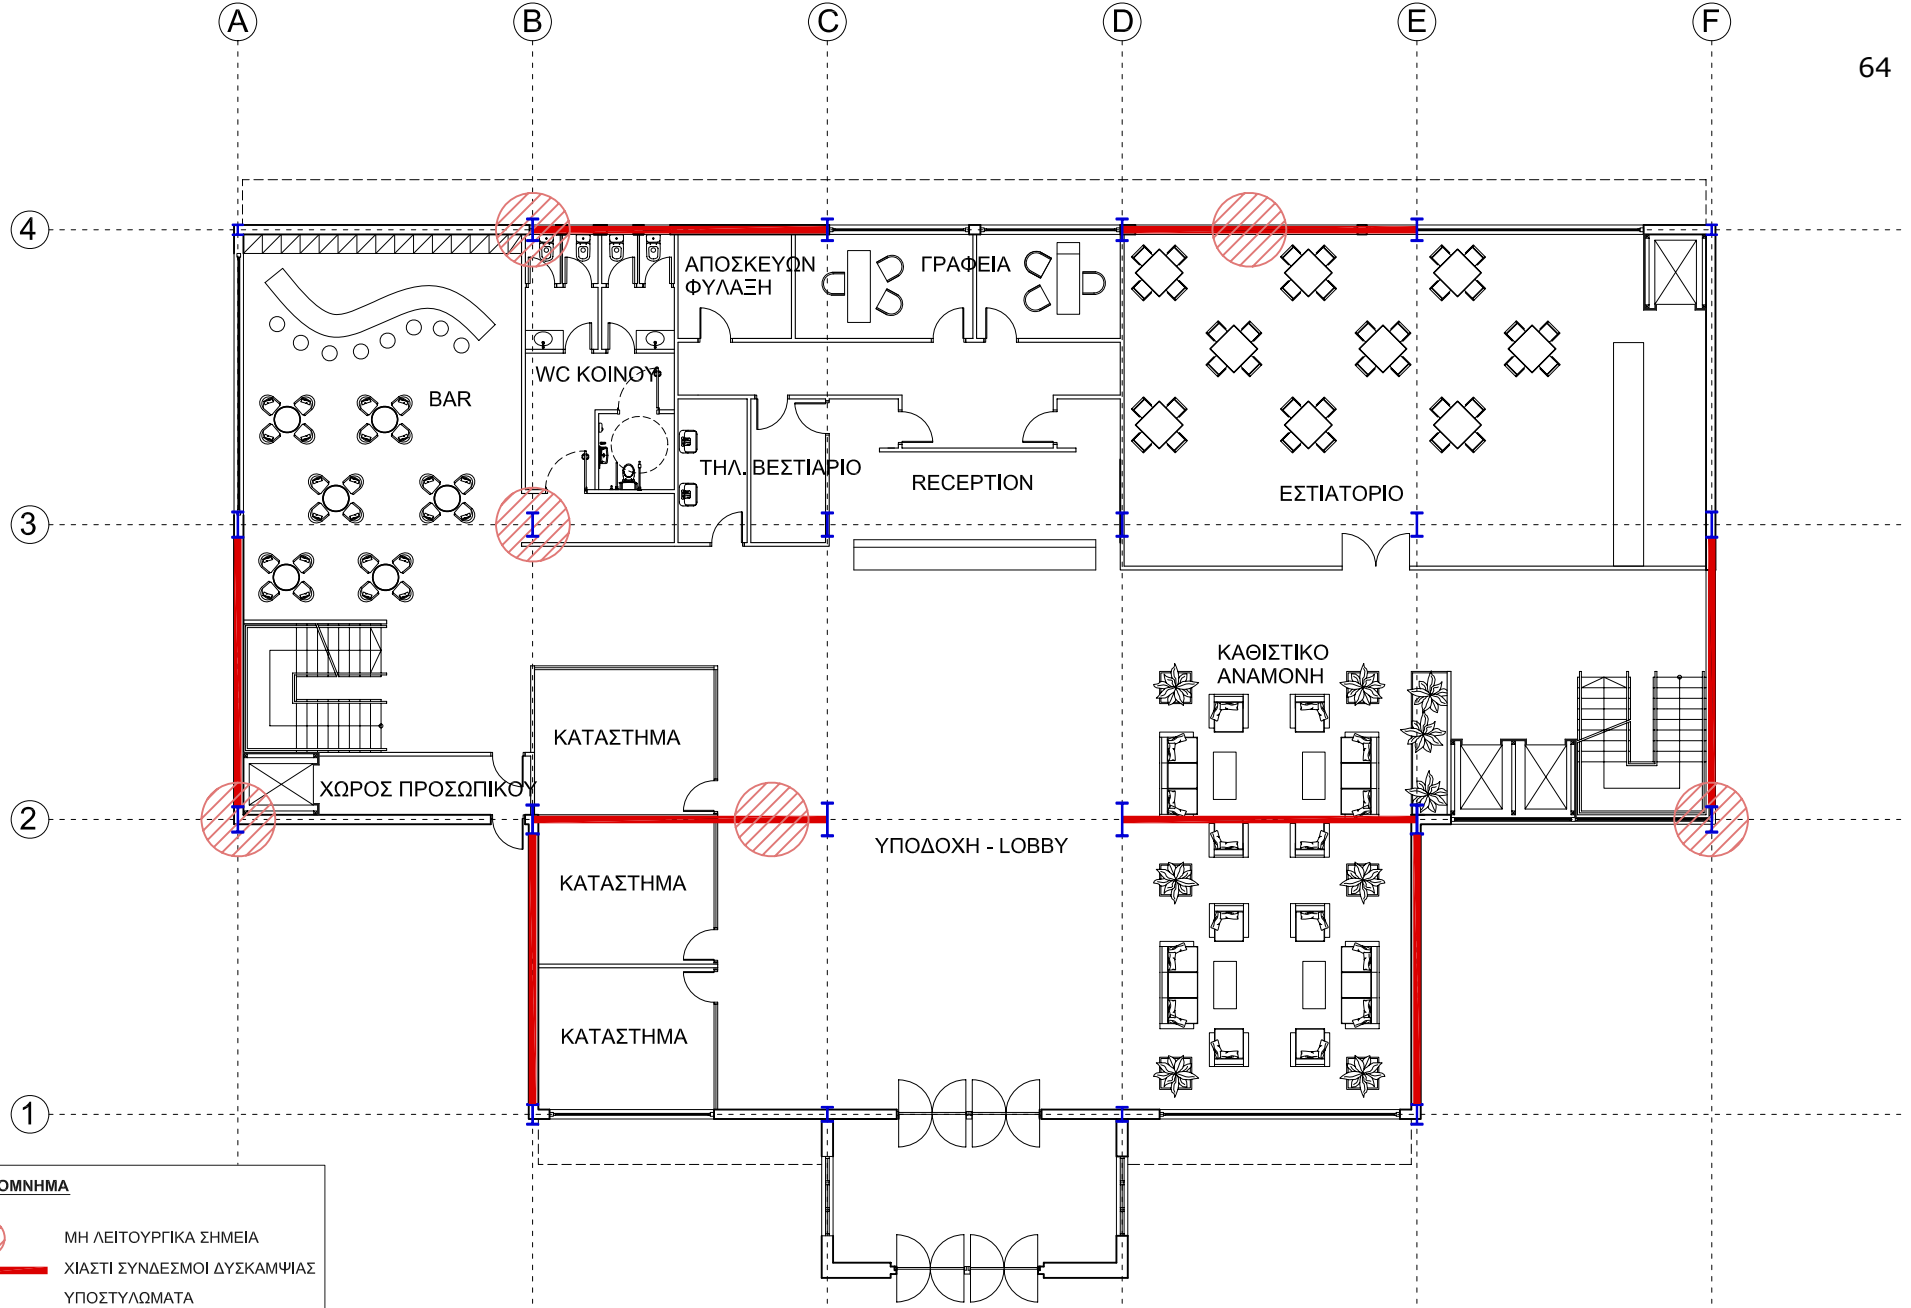 A B C D E F
64
4
ΑΠΟΣΚΕΥΩΝ
ΦΥΛΑΞΗ
ΓΡΑΦΕΙΑ
WC ΚΟΙΝΟΥ
BAR
ΤΗΛ. ΒΕΣΤΙΑΡΙΟ
RECEPTION
ΕΣΤΙΑΤΟΡΙΟ
3
ΚΑΘΙΣΤΙΚΟ
ΑΝΑΜΟΝΗ
ΚΑΤΑΣΤΗΜΑ
ΧΩΡΟΣ ΠΡΟΣΩΠΙΚΟΥ
2
ΥΠΟΔΟΧΗ - LOBBY
ΚΑΤΑΣΤΗΜΑ
ΚΑΤΑΣΤΗΜΑ
1
ΟΜΝΗΜΑ
ΜΗ ΛΕΙΤΟΥΡΓΙΚΑ ΣΗΜΕΙΑ
ΧΙΑΣΤΙ ΣΥΝΔΕΣΜΟΙ ΔΥΣΚΑΜΨΙΑΣ
ΥΠΟΣΤΥΛΩΜΑΤΑ